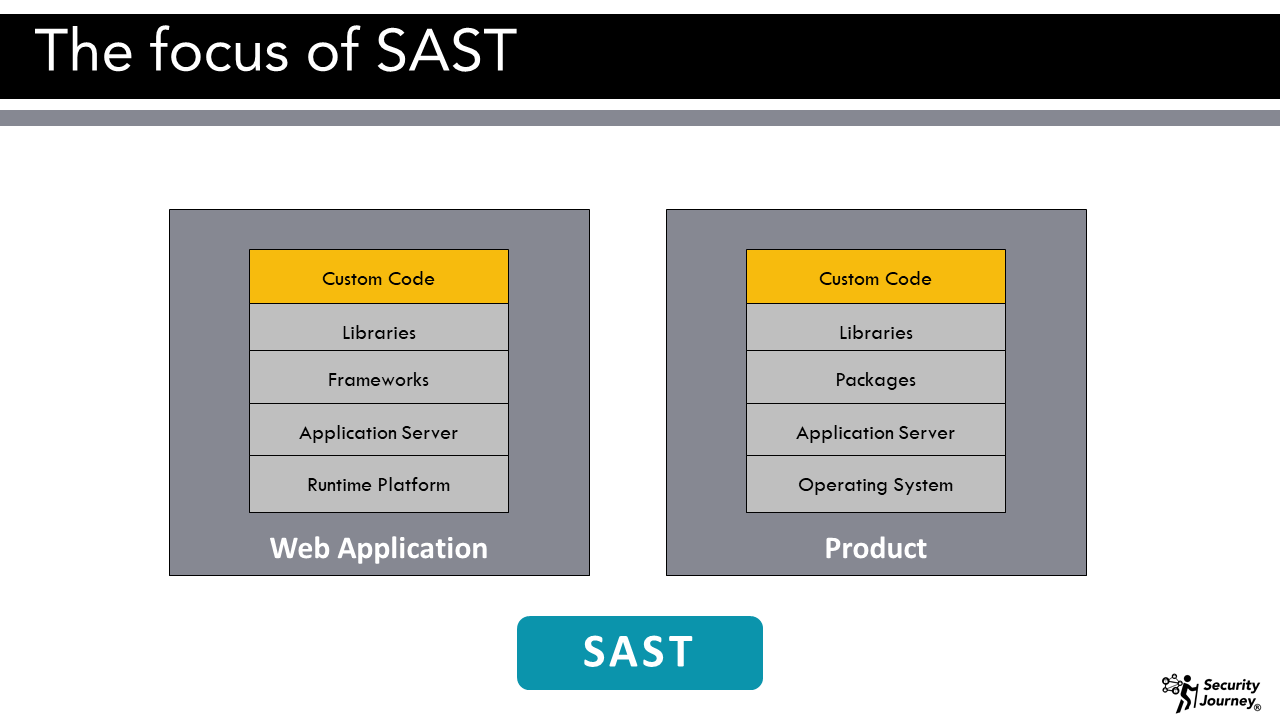 The focus of SAST
Custom Code
Libraries
Frameworks
Application Server
Runtime Platform
Web Application
Custom Code
Libraries
Packages
Application Server
Operating System
Product
SAST
Security
Journey®